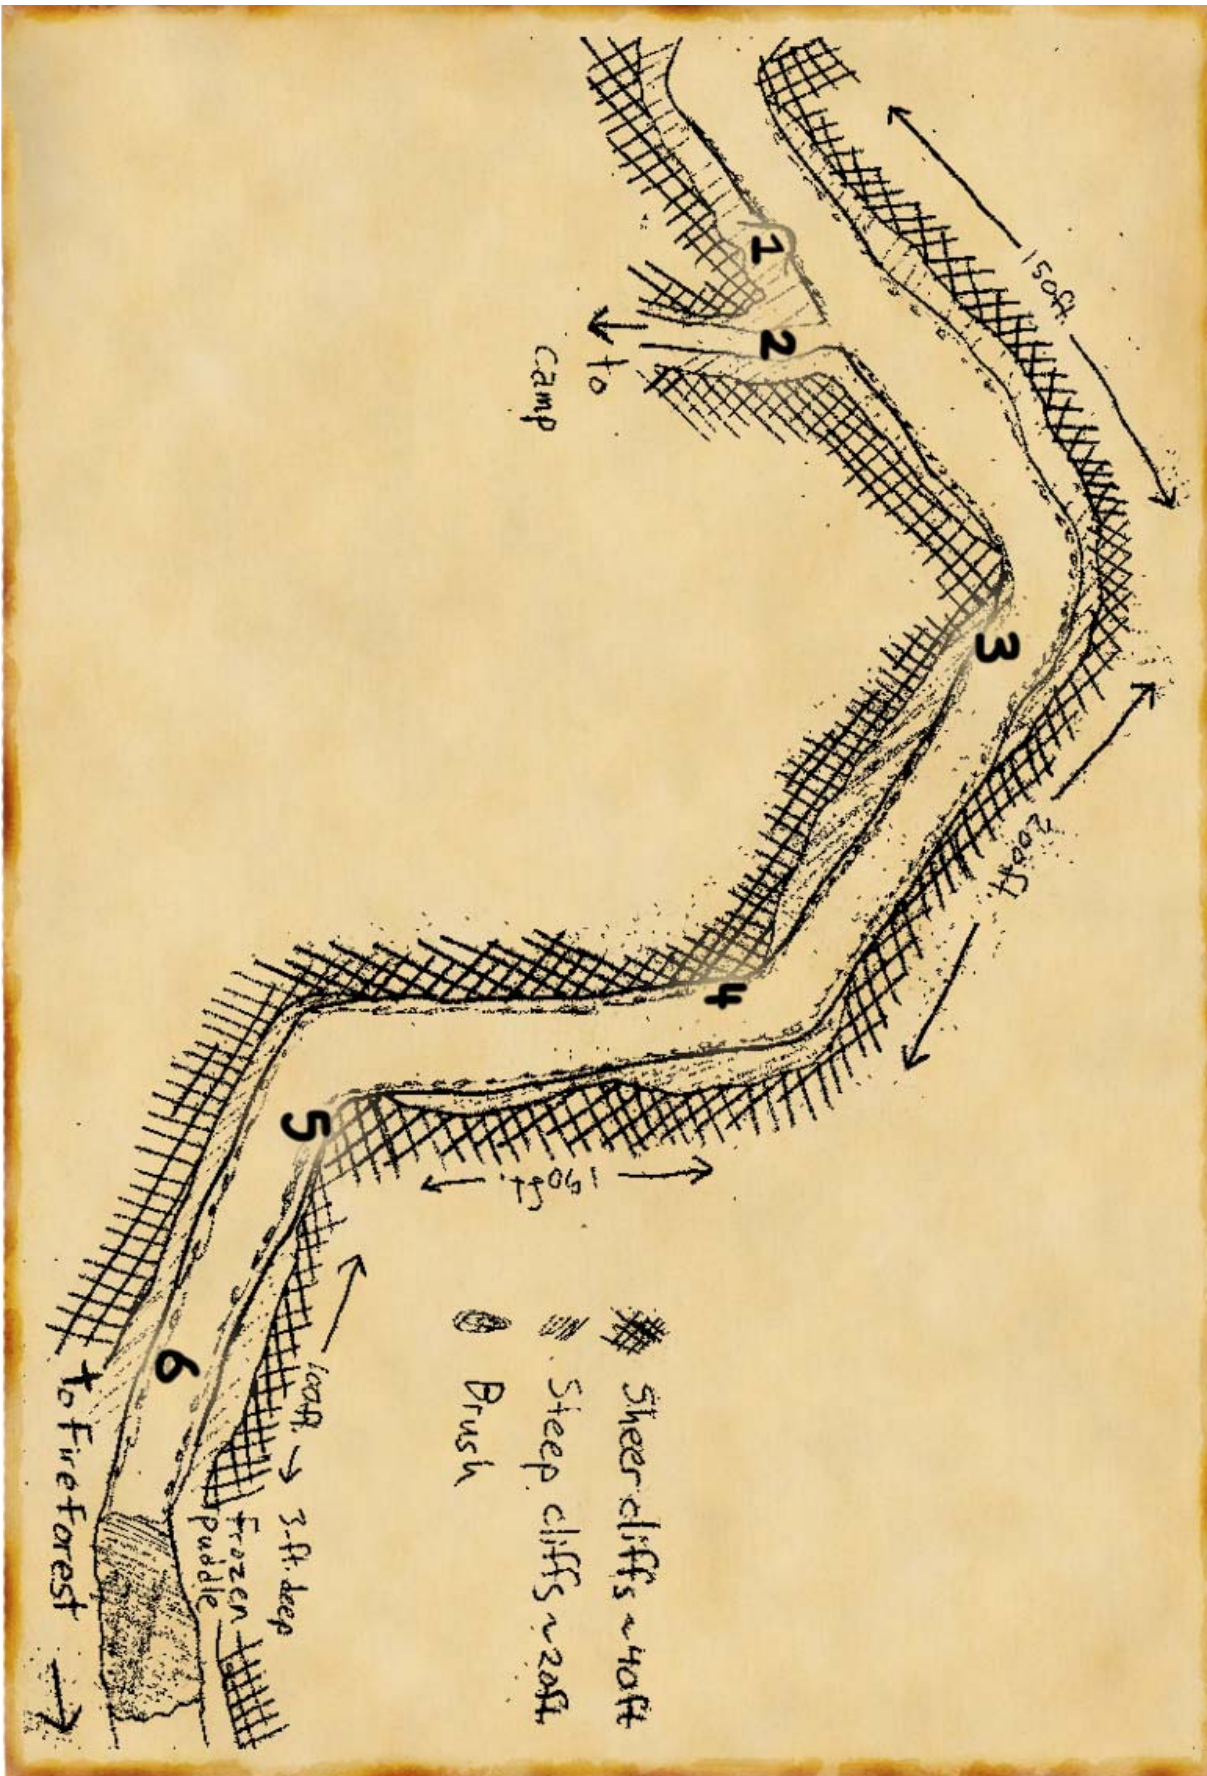 150ft.
1
2
to
Camp
3
200ft.
4
190ft.
5
Sheer cliffs ~ 40ft
Steep cliffs ~ 20ft.
Brush
6
100ft. → 3-ft. deep
frozen
puddle
to Fire Forest